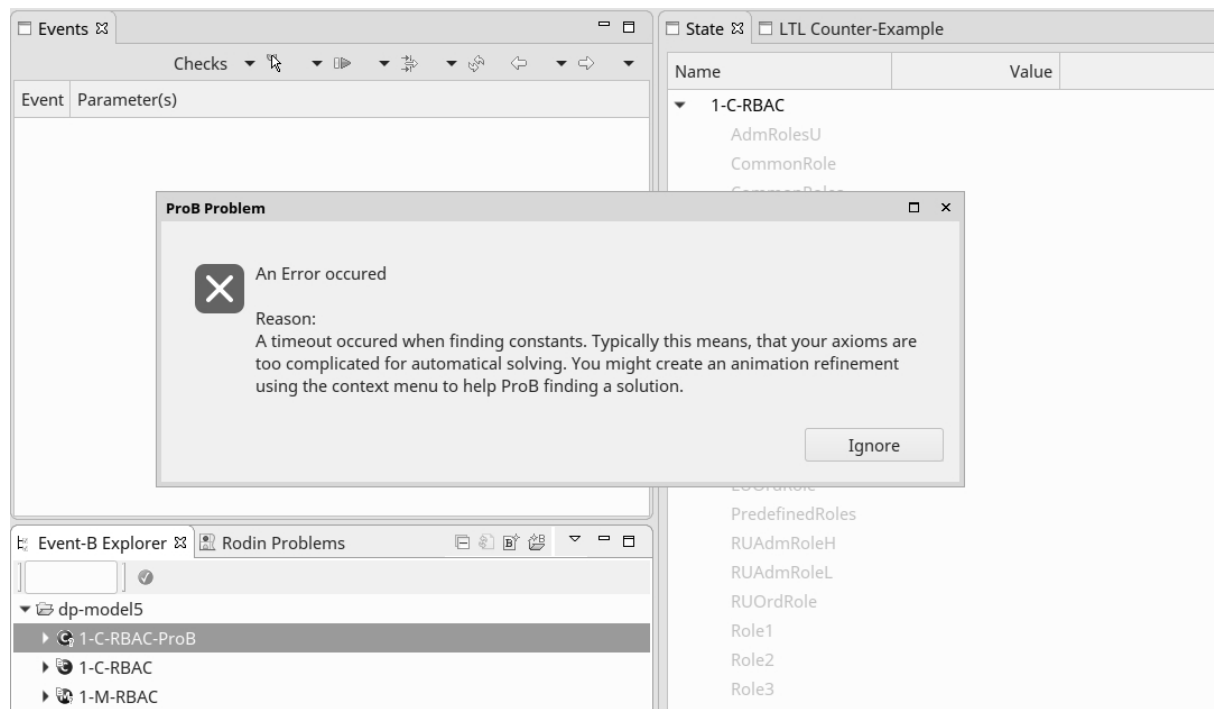 Events
State
LTL Counter-Example
Checks
Name Value
Event Parameter(s)
1-C-RBAC
AdmRolesU
CommonRole
ProB Problem
An Error occured
Reason:
A timeout occured when finding constants. Typically this means, that your axioms are
too complicated for automatical solving. You might create an animation refinement
using the context menu to help ProB finding a solution.
Ignore
PredefinedRoles
Event-B Explorer
Rodin Problems
RUAdmRoleH
RUAdmRoleL
RUOrdRole
Role1
Role2
Role3
dp-model5
1-C-RBAC-ProB
1-C-RBAC
1-M-RBAC